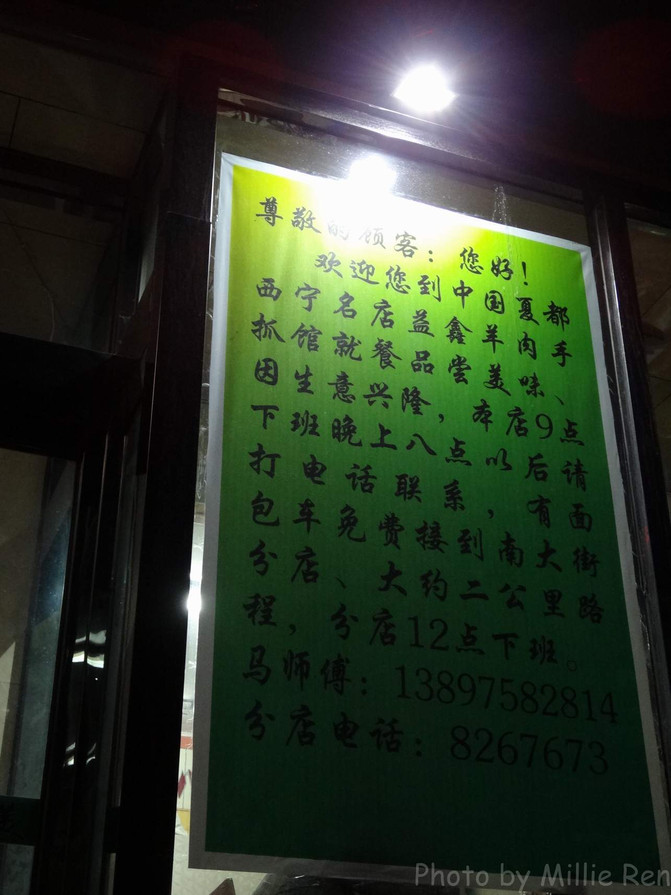 尊敬的顾客：您好！
欢迎您到中国夏都
西宁名店益鑫羊肉手
抓馆就餐品尝美味、
因生意兴隆，本店9点
下班晚上八点以后请
打电话联系，有面
包车免费接到南大街
分店、大约二公里路
程，分店12点下班。
马师傅：13897582814
分店电话：8267673
Photo by Millie Ren